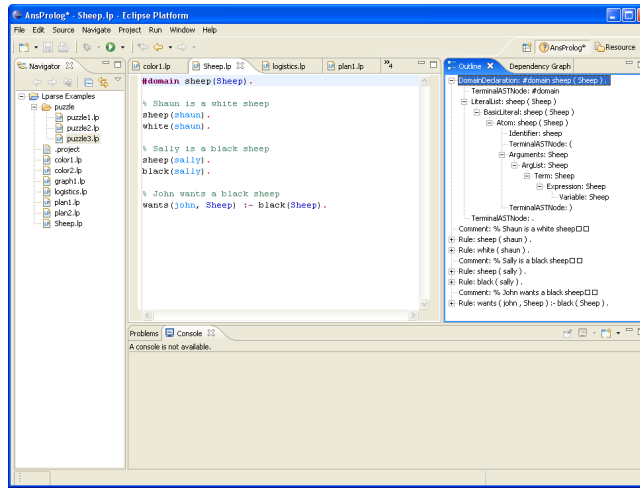 AnsProlog* - Sheep.lp - Eclipse Platform
File Edit Source Navigate Project Run Window Help
AnsProlog*
Resource
Navigator
Lparse Examples
puzzle
puzzle1.lp
puzzle2.lp
puzzle3.lp
.project
color1.lp
color2.lp
graph1.lp
logistics.lp
plan1.lp
plan2.lp
Sheep.lp
color1.lp Sheep.lp logistics.lp plan1.lp »4
#domain sheep(Sheep).
% Shaun is a white sheep
sheep(shaun).
white(shaun).
% Sally is a black sheep
sheep(sally).
black(sally).
% John wants a black sheep
wants(john, Sheep) :- black(Sheep).
Outline Dependency Graph
DomainDeclaration: #domain sheep ( Sheep ) .
TerminalASTNode: #domain
LiteralList: sheep ( Sheep )
BasicLiteral: sheep ( Sheep )
Atom: sheep ( Sheep )
Identifier: sheep
TerminalASTNode: (
Arguments: Sheep
ArgList: Sheep
Term: Sheep
Expression: Sheep
Variable: Sheep
TerminalASTNode: )
TerminalASTNode: .
Comment: % Shaun is a white sheep□□
Rule: sheep ( shaun ) .
Rule: white ( shaun ) .
Comment: % Sally is a black sheep□□
Rule: sheep ( sally ) .
Rule: black ( sally ) .
Comment: % John wants a black sheep□□
Rule: wants ( john , Sheep ) :- black ( Sheep ) .
Problems Console
A console is not available.